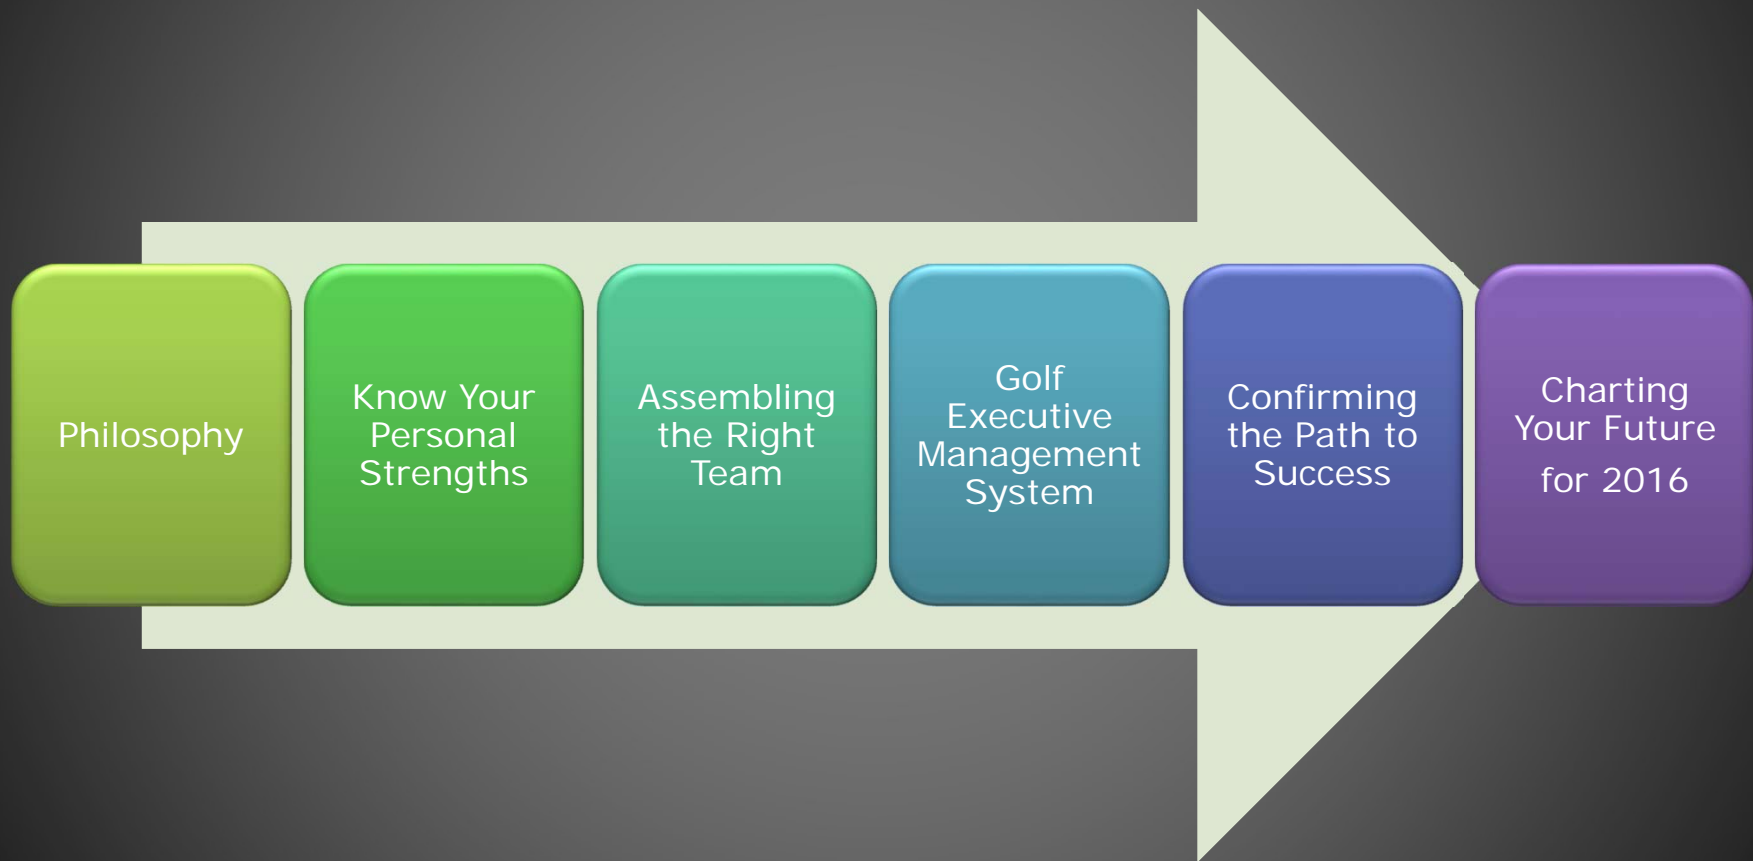 Philosophy
Know Your
Personal
Strengths
Assembling
the Right
Team
Golf
Executive
Management
System
Confirming
the Path to
Success
Charting
Your Future
for 2016